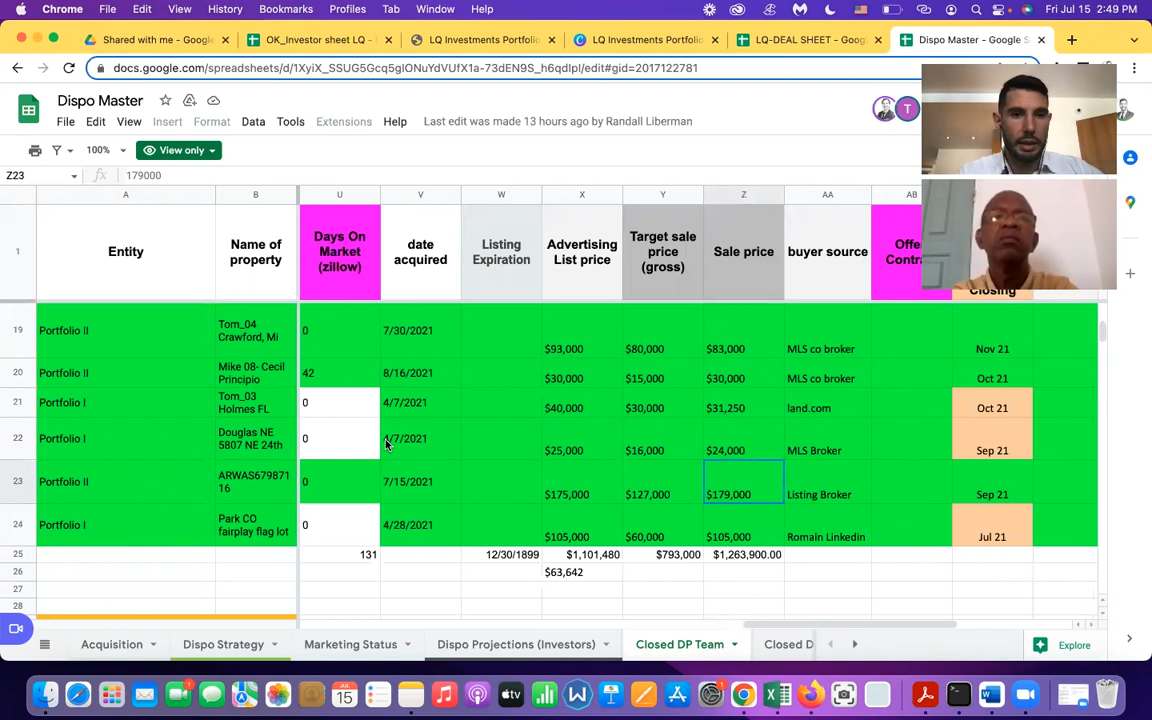 Chrome File Edit View History Bookmarks Profiles Tab Window Help Fri Jul 15 2:49 PM
Shared with me - Google OK_Investor sheet LQ - LQ Investments Portfolio LQ Investments Portfolio LQ-DEAL SHEET - Google Dispo Master - Google S
docs.google.com/spreadsheets/d/1XyiX_SSUG5Gcq5glONuYdVUfX1a-73dEN9S_h6qdIpI/edit#gid=2017122781
Dispo Master
File Edit View Insert Format Data Tools Extensions Help Last edit was made 13 hours ago by Randall Liberman
T
100% View only
Z23 fx 179000
A B U V W X Y Z AA AB
1 Entity Name of property Days On Market (zillow) date acquired Listing Expiration Advertising List price Target sale price (gross) Sale price buyer source Closing
19 Portfolio II Tom_04 Crawford, Mi 0 7/30/2021 $93,000 $80,000 $83,000 MLS co broker Nov 21
20 Portfolio II Mike 08- Cecil Principio 42 8/16/2021 $30,000 $15,000 $30,000 MLS co broker Oct 21
21 Portfolio I Tom_03 Holmes FL 0 4/7/2021 $40,000 $30,000 $31,250 land.com Oct 21
22 Portfolio I Douglas NE 5807 NE 24th 0 4/7/2021 $25,000 $16,000 $24,000 MLS Broker Sep 21
23 Portfolio II ARWAS679871 16 0 7/15/2021 $175,000 $127,000 $179,000 Listing Broker Sep 21
24 Portfolio I Park CO fairplay flag lot 0 4/28/2021 $105,000 $60,000 $105,000 Romain Linkedin Jul 21
25 131 12/30/1899 $1,101,480 $793,000 $1,263,900.00
26 $63,642
27
28
Acquisition Dispo Strategy Marketing Status Dispo Projections (Investors) Closed DP Team Closed D Explore
JUL 15 tv